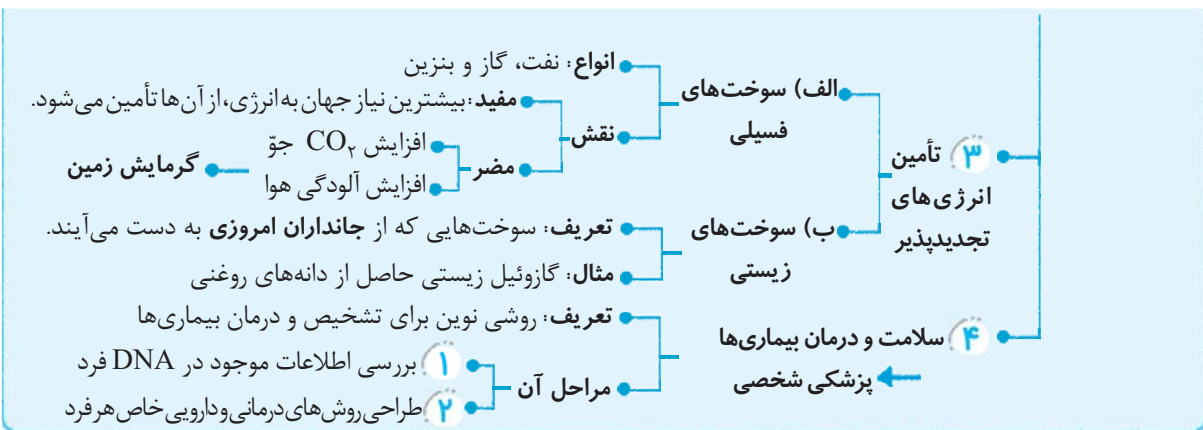 ۳ تأمین انرژی‌های تجدیدپذیر
الف) سوخت‌های فسیلی
انواع: نفت، گاز و بنزین
نقش
مفید: بیشترین نیاز جهان به انرژی، از آن‌ها تأمین می‌شود.
مضر
افزایش CO₂ جوّ
افزایش آلودگی هوا
گرمایش زمین
ب) سوخت‌های زیستی
تعریف: سوخت‌هایی که از جانداران امروزی به دست می‌آیند.
مثال: گازوئیل زیستی حاصل از دانه‌های روغنی
۴ سلامت و درمان بیماری‌ها
پزشکی شخصی
تعریف: روشی نوین برای تشخیص و درمان بیماری‌ها
مراحل آن
۱ بررسی اطلاعات موجود در DNA فرد
۲ طراحی روش‌های درمانی و دارویی خاص هر فرد